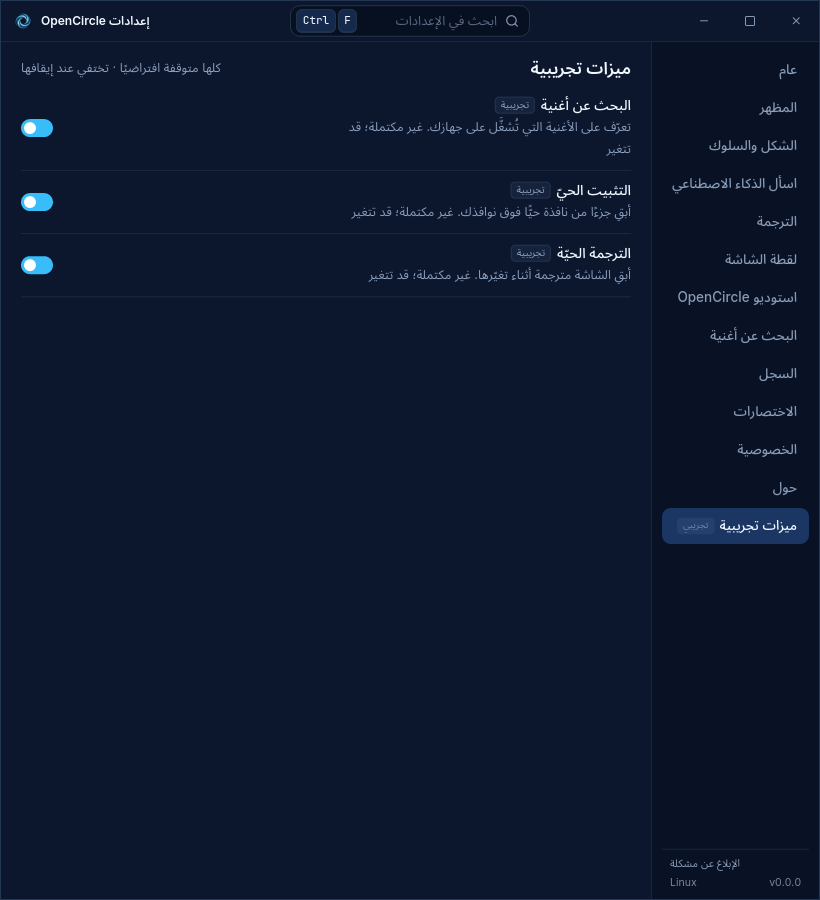 إعدادات OpenCircle
ابحث في الإعدادات
Ctrl F
عام
المظهر
الشكل والسلوك
اسأل الذكاء الاصطناعي
الترجمة
لقطة الشاشة
استوديو OpenCircle
البحث عن أغنية
السجل
الاختصارات
الخصوصية
حول
ميزات تجريبية تجريبي
الإبلاغ عن مشكلة
v0.0.0 Linux
ميزات تجريبية
كلها متوقفة افتراضيًا · تختفي عند إيقافها
البحث عن أغنية تجريبية
تعرّف على الأغنية التي تُشغَّل على جهازك. غير مكتملة؛ قد
تتغير
التثبيت الحيّ تجريبية
أبقِ جزءًا من نافذة حيًّا فوق نوافذك. غير مكتملة؛ قد تتغير
الترجمة الحيّة تجريبية
أبقِ الشاشة مترجمة أثناء تغيّرها. غير مكتملة؛ قد تتغير